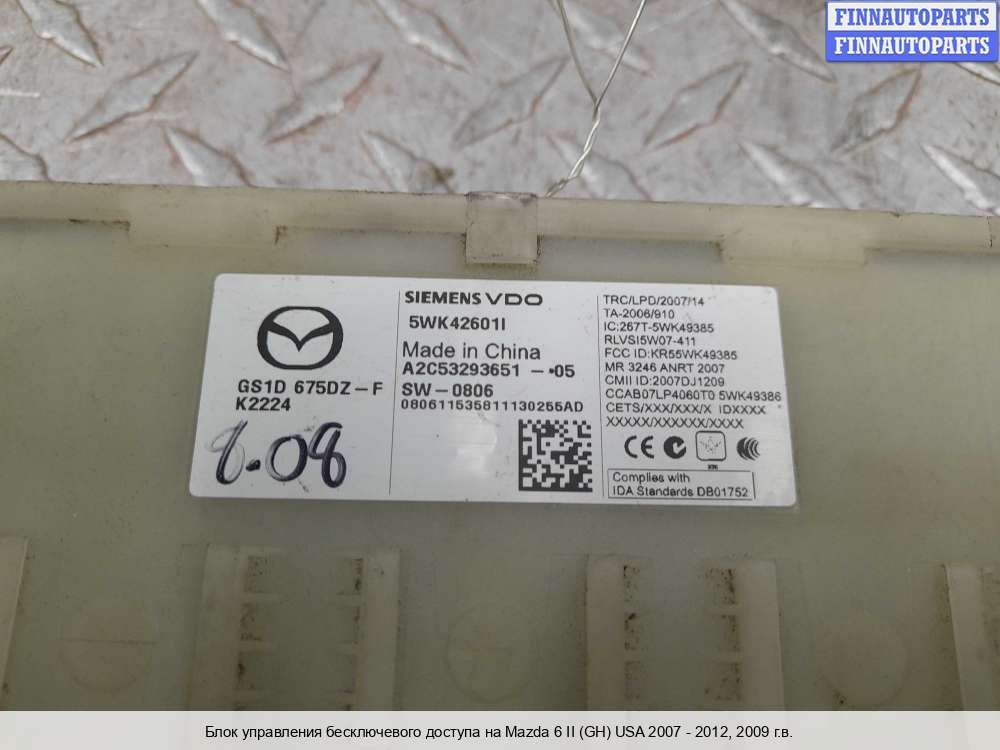 FINNAUTOPARTS
FINNAUTOPARTS
GS1D 675DZ-F
K2224
8.08
SIEMENS VDO
5WK42601I
Made in China
A2C53293651 -•05
SW-0806
080611535811130255AD
TRC/LPD/2007/14
TA-2006/910
IC:267T-5WK49385
RLVSI5W07-411
FCC ID:KR55WK49385
MR 3246 ANRT 2007
CMII ID:2007DJ1209
CCAB07LP4060T0 5WK49386
CETS/XXX/XXX/X IDXXXX
XXXXX/XXXXXX/XXXX
CE
Complies with
IDA Standards DB01752
Блок управления бесключевого доступа на Mazda 6 II (GH) USA 2007 - 2012, 2009 г.в.